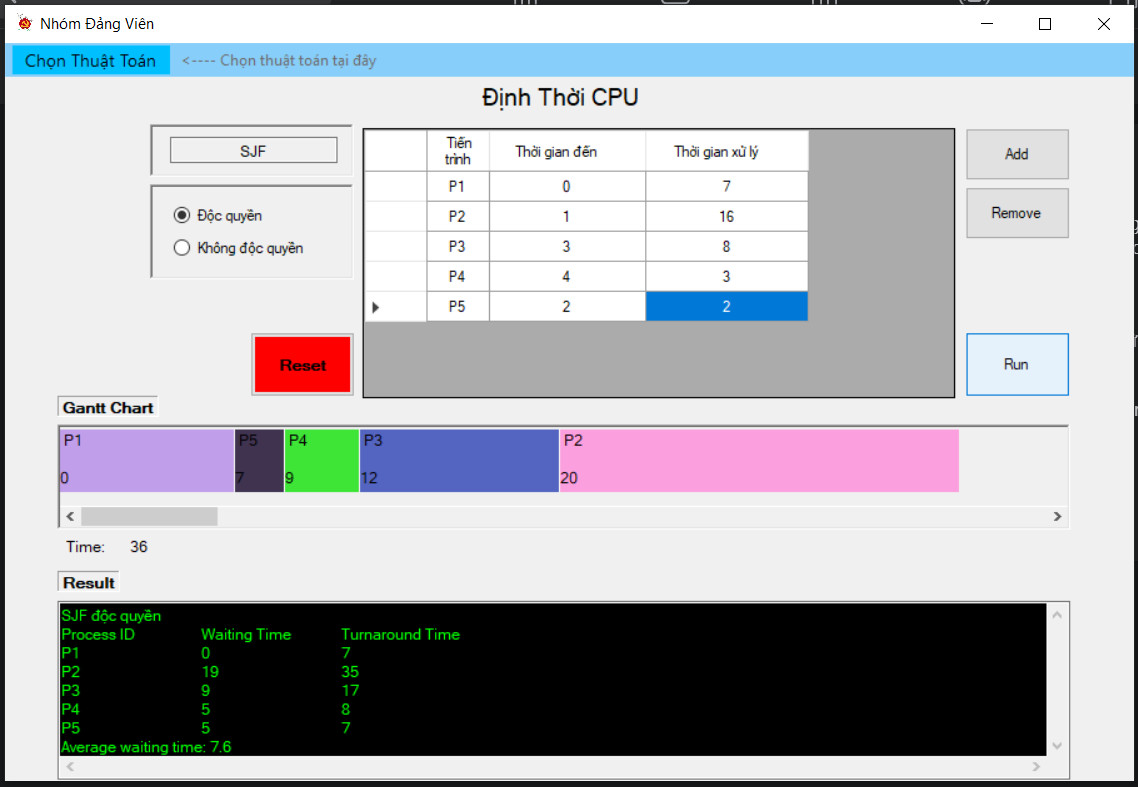 Nhóm Đảng Viên
Chọn Thuật Toán <---- Chọn thuật toán tại đây
Định Thời CPU
SJF
Độc quyền
Không độc quyền
Reset
Tiến trình Thời gian đến Thời gian xử lý
P1 0 7
P2 1 16
P3 3 8
P4 4 3
P5 2 2
Add
Remove
Run
Gantt Chart
P1 P5 P4 P3 P2
0 7 9 12 20
Time: 36
Result
SJF độc quyền
Process ID Waiting Time Turnaround Time
P1 0 7
P2 19 35
P3 9 17
P4 5 8
P5 5 7
Average waiting time: 7.6